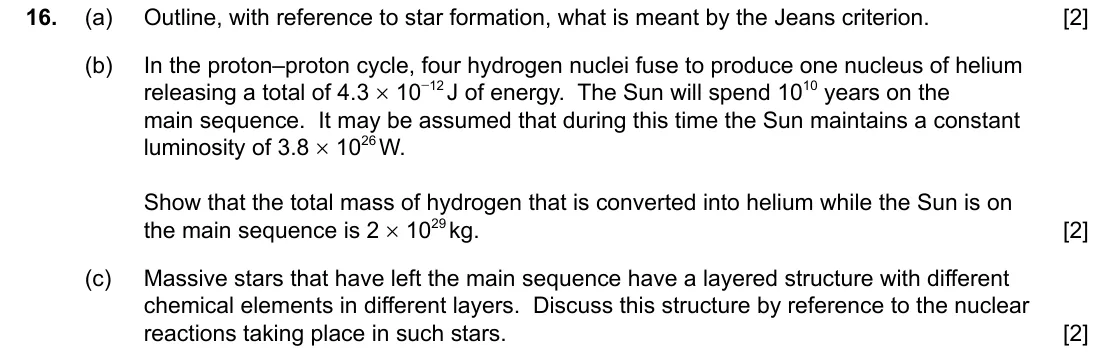 16. (a) Outline, with reference to star formation, what is meant by the Jeans criterion. [2]
(b) In the proton–proton cycle, four hydrogen nuclei fuse to produce one nucleus of helium
releasing a total of 4.3 × 10⁻¹² J of energy. The Sun will spend 10¹⁰ years on the
main sequence. It may be assumed that during this time the Sun maintains a constant
luminosity of 3.8 × 10²⁶ W.
Show that the total mass of hydrogen that is converted into helium while the Sun is on
the main sequence is 2 × 10²⁹ kg. [2]
(c) Massive stars that have left the main sequence have a layered structure with different
chemical elements in different layers. Discuss this structure by reference to the nuclear
reactions taking place in such stars. [2]